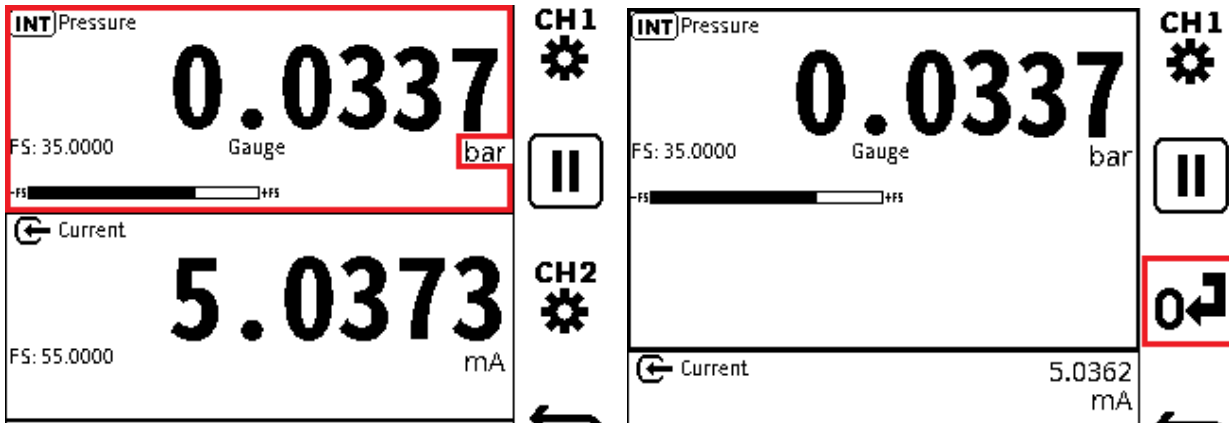 INT Pressure
0.0337
FS: 35.0000 Gauge bar
-FS +FS
CH1
Current
5.0373
FS: 55.0000 mA
CH2
INT Pressure
0.0337
FS: 35.0000 Gauge bar
-FS +FS
CH1
0
Current 5.0362
mA